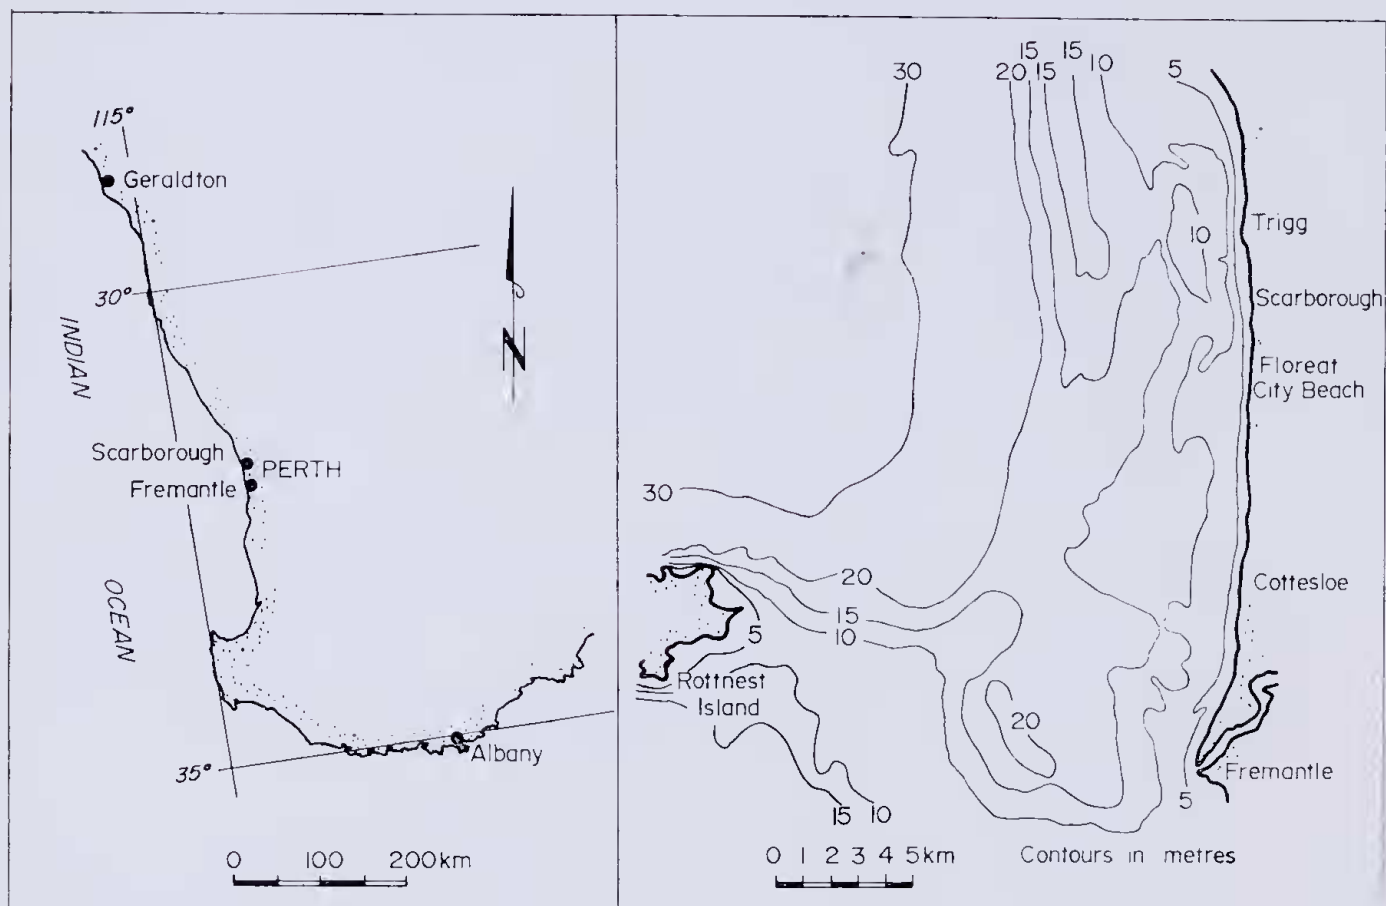 115°
Geraldton
30°
INDIAN
N
Scarborough
PERTH
Fremantle
OCEAN
Albany
35°
0 100 200km
30 20 15 15 15 10 5
Trigg
10
Scarborough
Floreat
City Beach
30
20
Cottesloe
15
10
5
Rottnest
Island
20
Fremantle
5
15 10
0 1 2 3 4 5km
Contours in metres